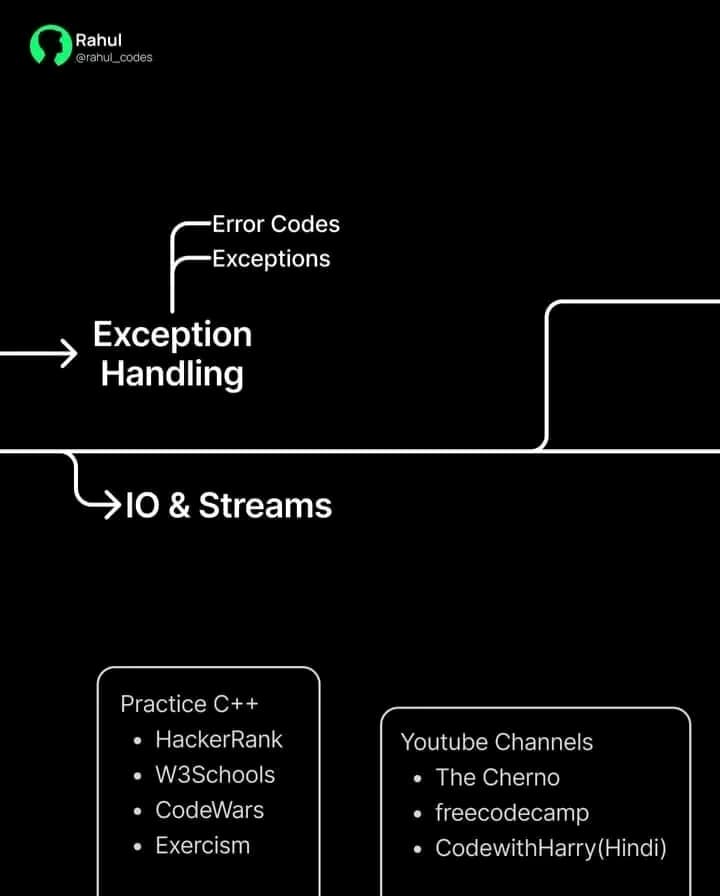 Rahul
@rahul_codes
Error Codes
Exceptions
Exception
Handling
IO & Streams
Practice C++
• HackerRank
• W3Schools
• CodeWars
• Exercism
Youtube Channels
• The Cherno
• freecodecamp
• CodewithHarry(Hindi)